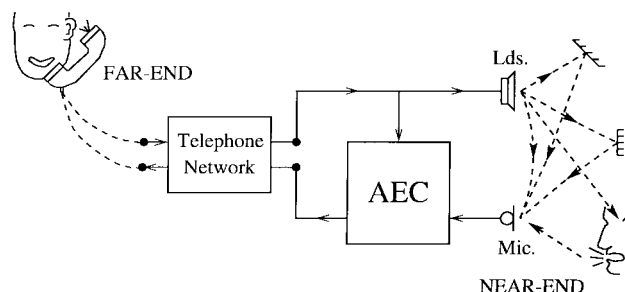 Lds.
FAR-END
Telephone
Network
AEC
Mic.
NEAR-END